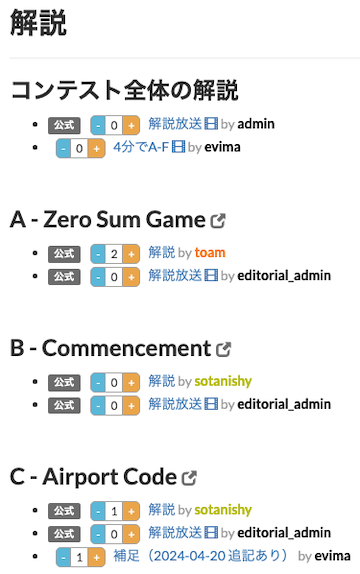 解説
コンテスト全体の解説
公式 - 0 + 解説放送 by admin
- 0 + 4分でA-F by evima
A - Zero Sum Game
公式 - 2 + 解説 by toam
公式 - 0 + 解説放送 by editorial_admin
B - Commencement
公式 - 0 + 解説 by sotanishy
公式 - 0 + 解説放送 by editorial_admin
C - Airport Code
公式 - 1 + 解説 by sotanishy
公式 - 0 + 解説放送 by editorial_admin
- 1 + 補足（2024-04-20 追記あり） by evima